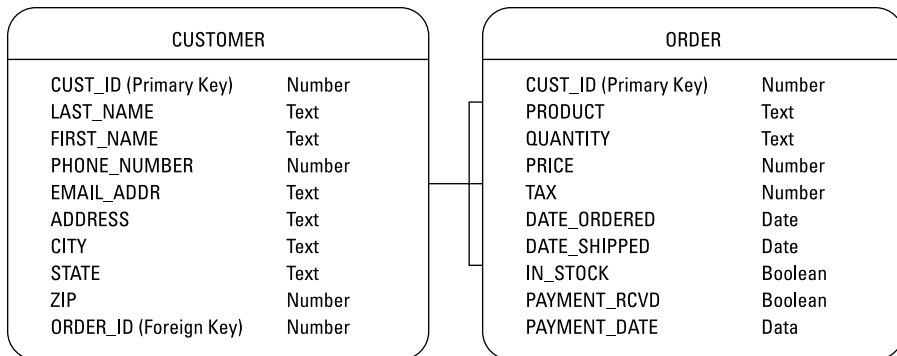 CUSTOMER
CUST_ID (Primary Key) Number
LAST_NAME Text
FIRST_NAME Text
PHONE_NUMBER Number
EMAIL_ADDR Text
ADDRESS Text
CITY Text
STATE Text
ZIP Number
ORDER_ID (Foreign Key) Number
ORDER
CUST_ID (Primary Key) Number
PRODUCT Text
QUANTITY Text
PRICE Number
TAX Number
DATE_ORDERED Date
DATE_SHIPPED Date
IN_STOCK Boolean
PAYMENT_RCVD Boolean
PAYMENT_DATE Data